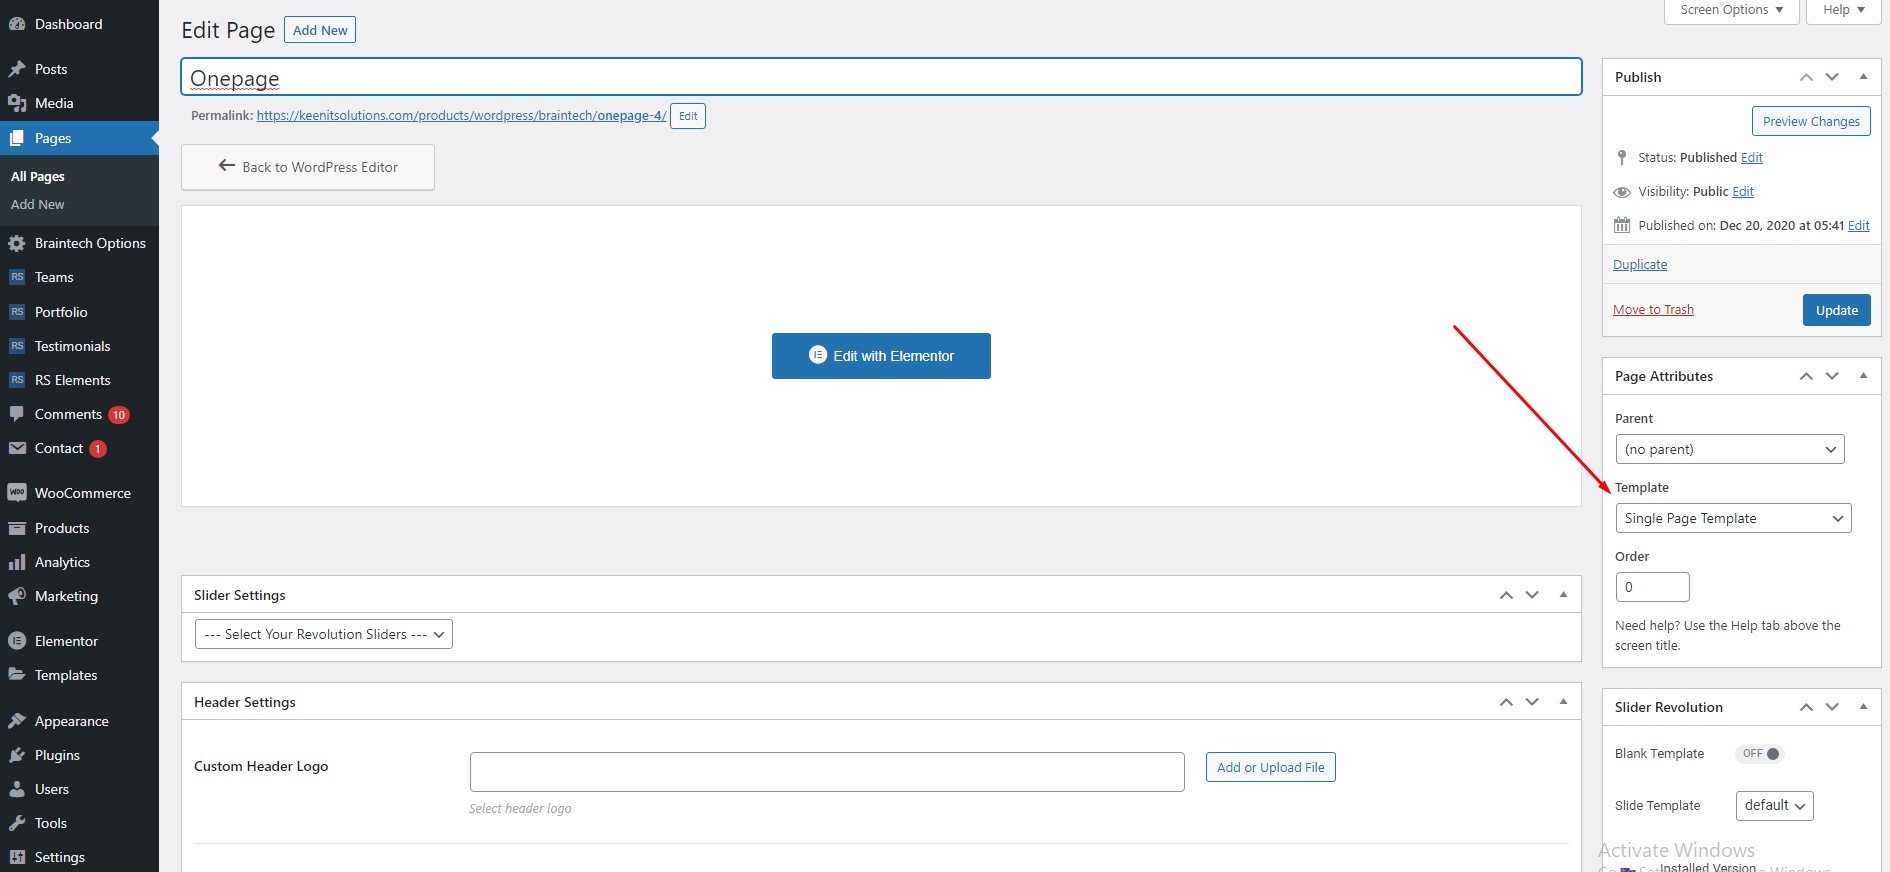 Dashboard
Posts
Media
Pages
All Pages
Add New
Braintech Options
RS Teams
RS Portfolio
RS Testimonials
RS RS Elements
Comments 10
Contact 1
Woo WooCommerce
Products
Analytics
Marketing
Elementor
Templates
Appearance
Plugins
Users
Tools
Settings
Edit Page Add New
Screen Options Help
Onepage
Permalink: https://keenitsolutions.com/products/wordpress/braintech/onepage-4/ Edit
Back to WordPress Editor
Edit with Elementor
Slider Settings
--- Select Your Revolution Sliders ---
Header Settings
Custom Header Logo
Add or Upload File
Select header logo
Publish
Preview Changes
Status: Published Edit
Visibility: Public Edit
Published on: Dec 20, 2020 at 05:41 Edit
Duplicate
Move to Trash Update
Page Attributes
Parent
(no parent)
Template
Single Page Template
Order
0
Need help? Use the Help tab above the
screen title.
Slider Revolution
Blank Template OFF
Slide Template default
Activate Windows
Installed Version